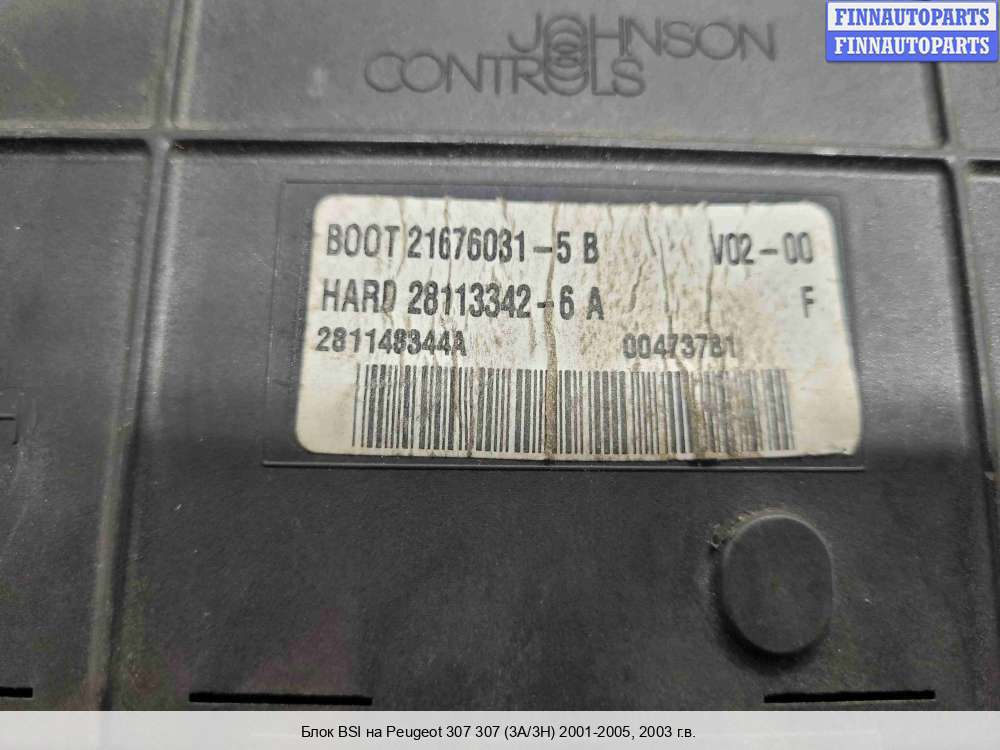 FINNAUTOPARTS
FINNAUTOPARTS
JOHNSON
CONTROLS
BOOT 21676031-5 B V02-00
HARD 28113342-6 A F
281148344A 00473781
Блок BSI на Peugeot 307 307 (3A/3H) 2001-2005, 2003 г.в.